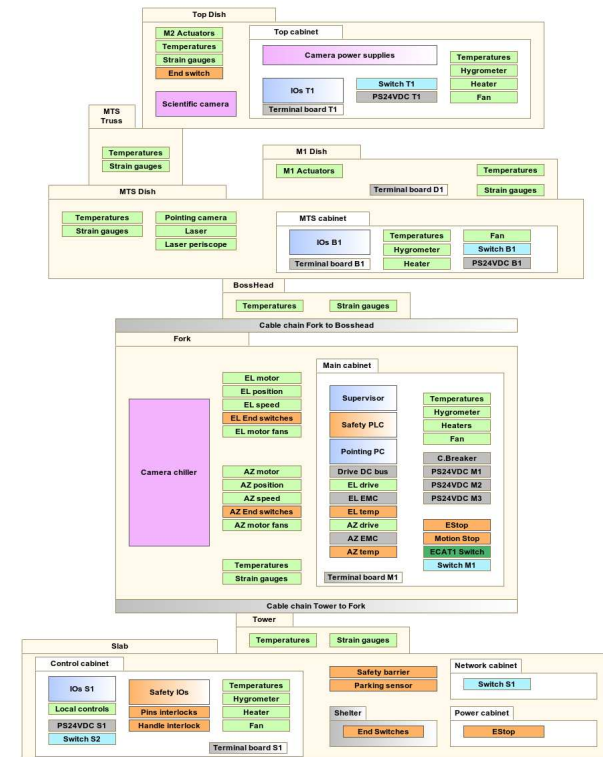 Top Dish
M2 Actuators
Temperatures
Strain gauges
End switch
Scientific camera
Top cabinet
Camera power supplies
IOs T1
Terminal board T1
Switch T1
PS24VDC T1
Temperatures
Hygrometer
Heater
Fan
MTS
Truss
Temperatures
Strain gauges
M1 Dish
M1 Actuators
Terminal board D1
Temperatures
Strain gauges
MTS Dish
Temperatures
Strain gauges
Pointing camera
Laser
Laser periscope
MTS cabinet
IOs B1
Terminal board B1
Temperatures
Hygrometer
Heater
Fan
Switch B1
PS24VDC B1
BossHead
Temperatures
Strain gauges
Cable chain Fork to Bosshead
Fork
Camera chiller
EL motor
EL position
EL speed
EL End switches
EL motor fans
AZ motor
AZ position
AZ speed
AZ End switches
AZ motor fans
Temperatures
Strain gauges
Main cabinet
Supervisor
Safety PLC
Pointing PC
Drive DC bus
EL drive
EL EMC
EL temp
AZ drive
AZ EMC
AZ temp
Terminal board M1
Temperatures
Hygrometer
Heaters
Fan
C.Breaker
PS24VDC M1
PS24VDC M2
PS24VDC M3
EStop
Motion Stop
ECAT1 Switch
Switch M1
Cable chain Tower to Fork
Tower
Temperatures
Strain gauges
Slab
Control cabinet
IOs S1
Local controls
PS24VDC S1
Switch S2
Safety IOs
Pins interlocks
Handle interlock
Temperatures
Hygrometer
Heater
Fan
Terminal board S1
Safety barrier
Parking sensor
Shelter
End Switches
Network cabinet
Switch S1
Power cabinet
EStop